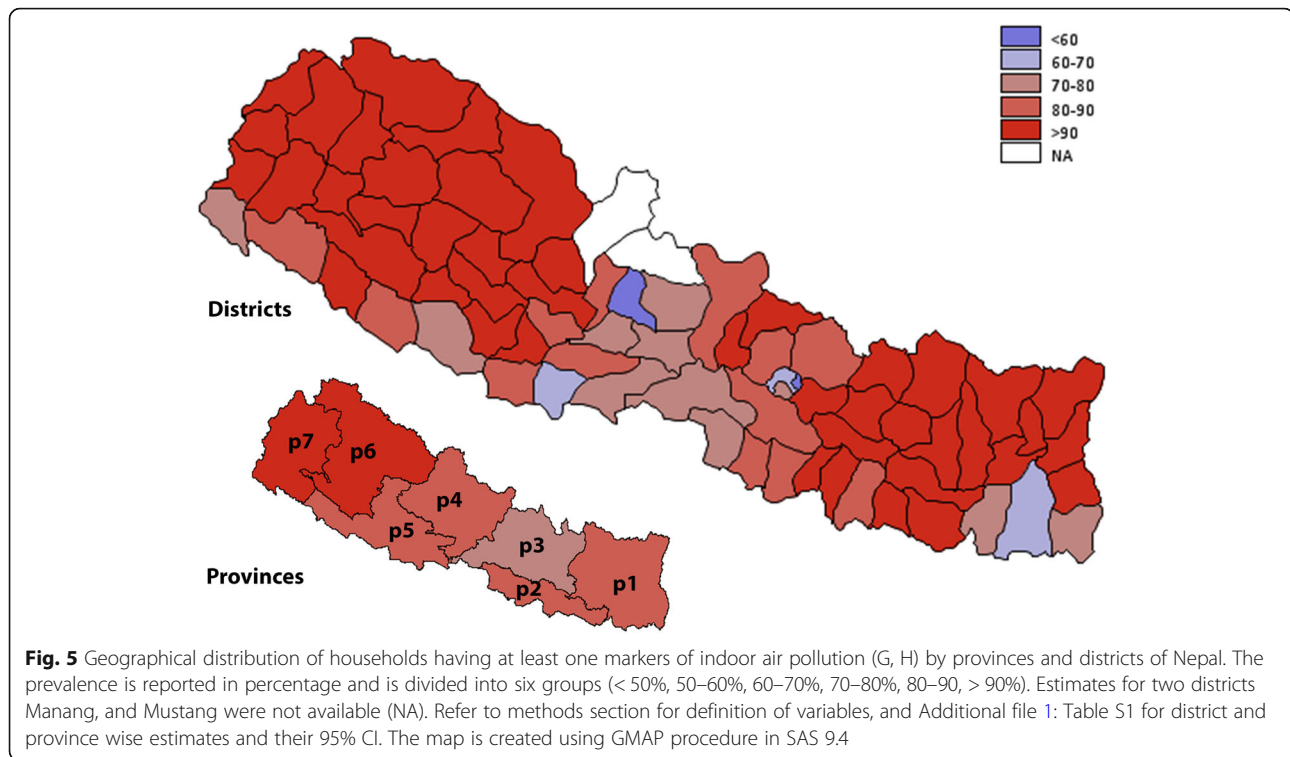 <60
60-70
70-80
80-90
>90
NA
Districts
p7
p6
p4
p5
p3
p2
p1
Provinces
Fig. 5 Geographical distribution of households having at least one markers of indoor air pollution (G, H) by provinces and districts of Nepal. The
prevalence is reported in percentage and is divided into six groups (< 50%, 50–60%, 60–70%, 70–80%, 80–90, > 90%). Estimates for two districts
Manang, and Mustang were not available (NA). Refer to methods section for definition of variables, and Additional file 1: Table S1 for district and
province wise estimates and their 95% CI. The map is created using GMAP procedure in SAS 9.4